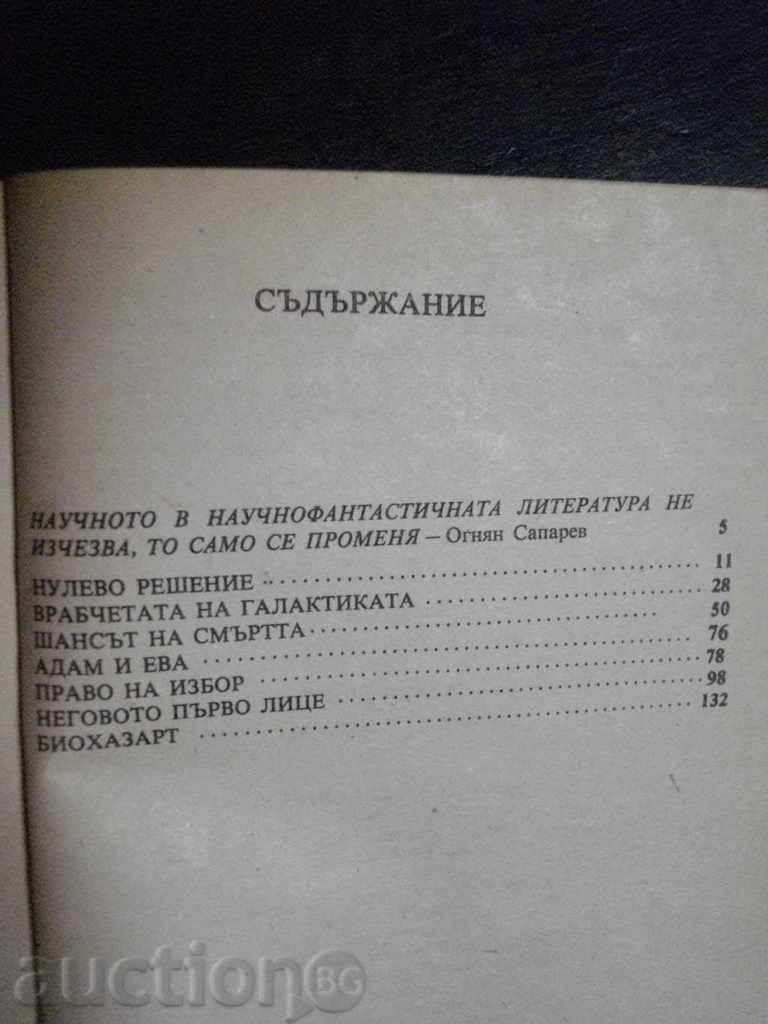 СЪДЪРЖАНИЕ
НАУЧНОТО В НАУЧНОФАНТАСТИЧНАТА ЛИТЕРАТУРА НЕ
ИЗЧЕЗВА, ТО САМО СЕ ПРОМЕНЯ – Огнян Сапарев 5
НУЛЕВО РЕШЕНИЕ 11
ВРАБЧЕТАТА НА ГАЛАКТИКАТА 28
ШАНСЪТ НА СМЪРТТА 50
АДАМ И ЕВА 76
ПРАВО НА ИЗБОР 78
НЕГОВОТО ПЪРВО ЛИЦЕ 98
БИОХАЗАРТ 132
auction BG